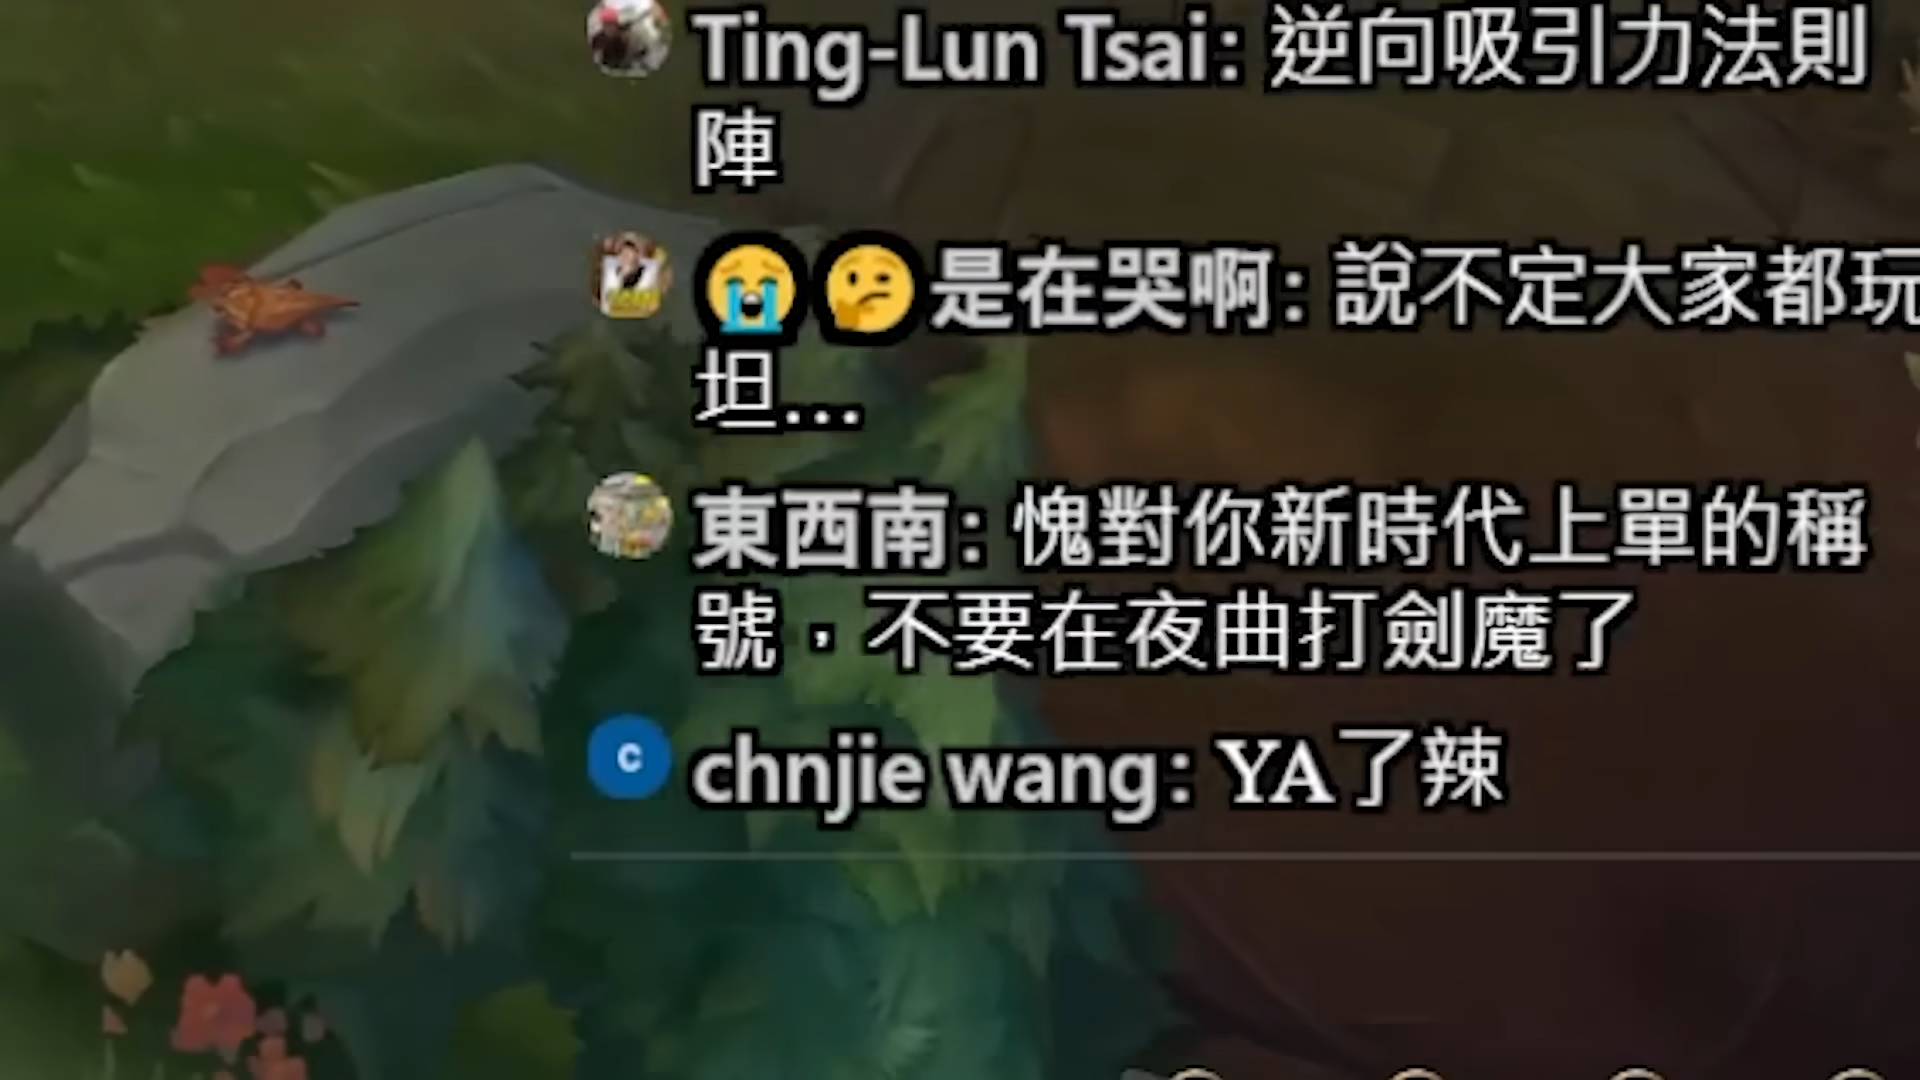 Ting-Lun Tsai: 逆向吸引力法則
陣
😭🤔是在哭啊: 說不定大家都玩
坦...
東西南: 愧對你新時代上單的稱
號，不要在夜曲打劍魔了
C
chnjie wang: YA了辣